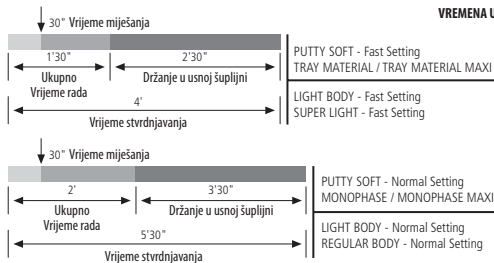 VREMENA U
30" Vrijeme miješanja
1'30" 2'30"
Ukupno
Vrijeme rada
Držanje u usnoj šupljini
4'
Vrijeme stvrdnjavanja
PUTTY SOFT - Fast Setting
TRAY MATERIAL / TRAY MATERIAL MAXI
LIGHT BODY - Fast Setting
SUPER LIGHT - Fast Setting
30" Vrijeme miješanja
2' 3'30"
Ukupno
Vrijeme rada
Držanje u usnoj šupljini
5'30"
Vrijeme stvrdnjavanja
PUTTY SOFT - Normal Setting
MONOPHASE / MONOPHASE MAXI
LIGHT BODY - Normal Setting
REGULAR BODY - Normal Setting